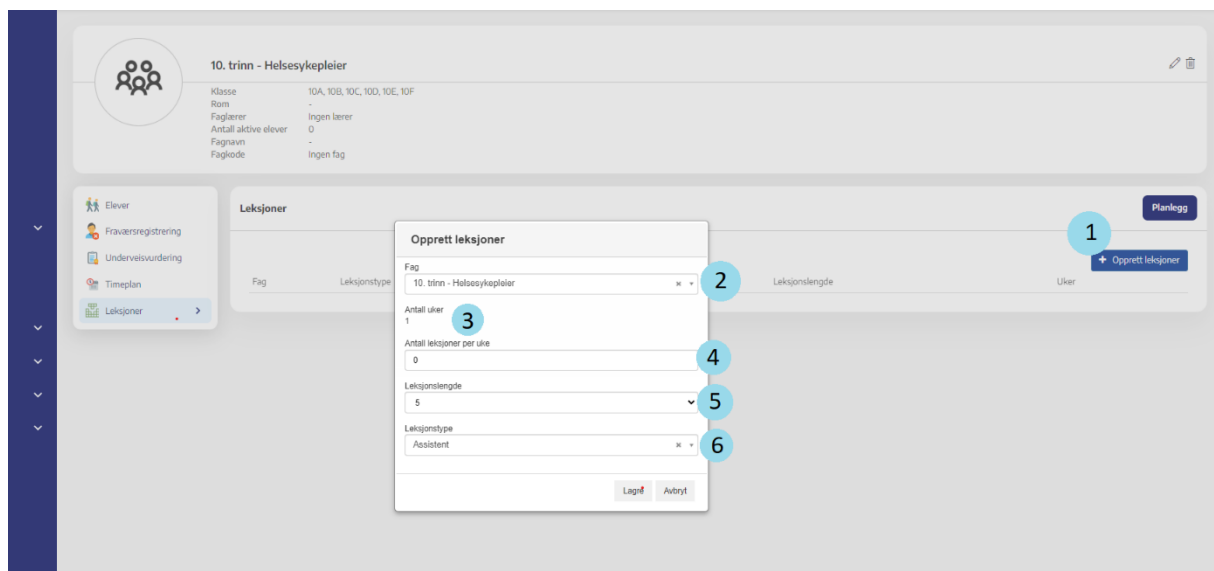 10. trinn - Helsesykepleier
Klasse 10A, 10B, 10C, 10D, 10E, 10F
Rom -
Faglærer Ingen lærer
Antall aktive elever 0
Fagnavn -
Fagkode Ingen fag
Elever
Fraværsregistrering
Underveisvurdering
Timeplan
Leksjoner
Leksjoner
Planlegg
1
+ Opprett leksjoner
Fag Leksjonstype Leksjonslengde Uker
Opprett leksjoner
Fag
10. trinn - Helsesykepleier
2
Antall uker
1
3
Antall leksjoner per uke
0
4
Leksjonslengde
5
5
Leksjonstype
Assistent
6
Lagre Avbryt